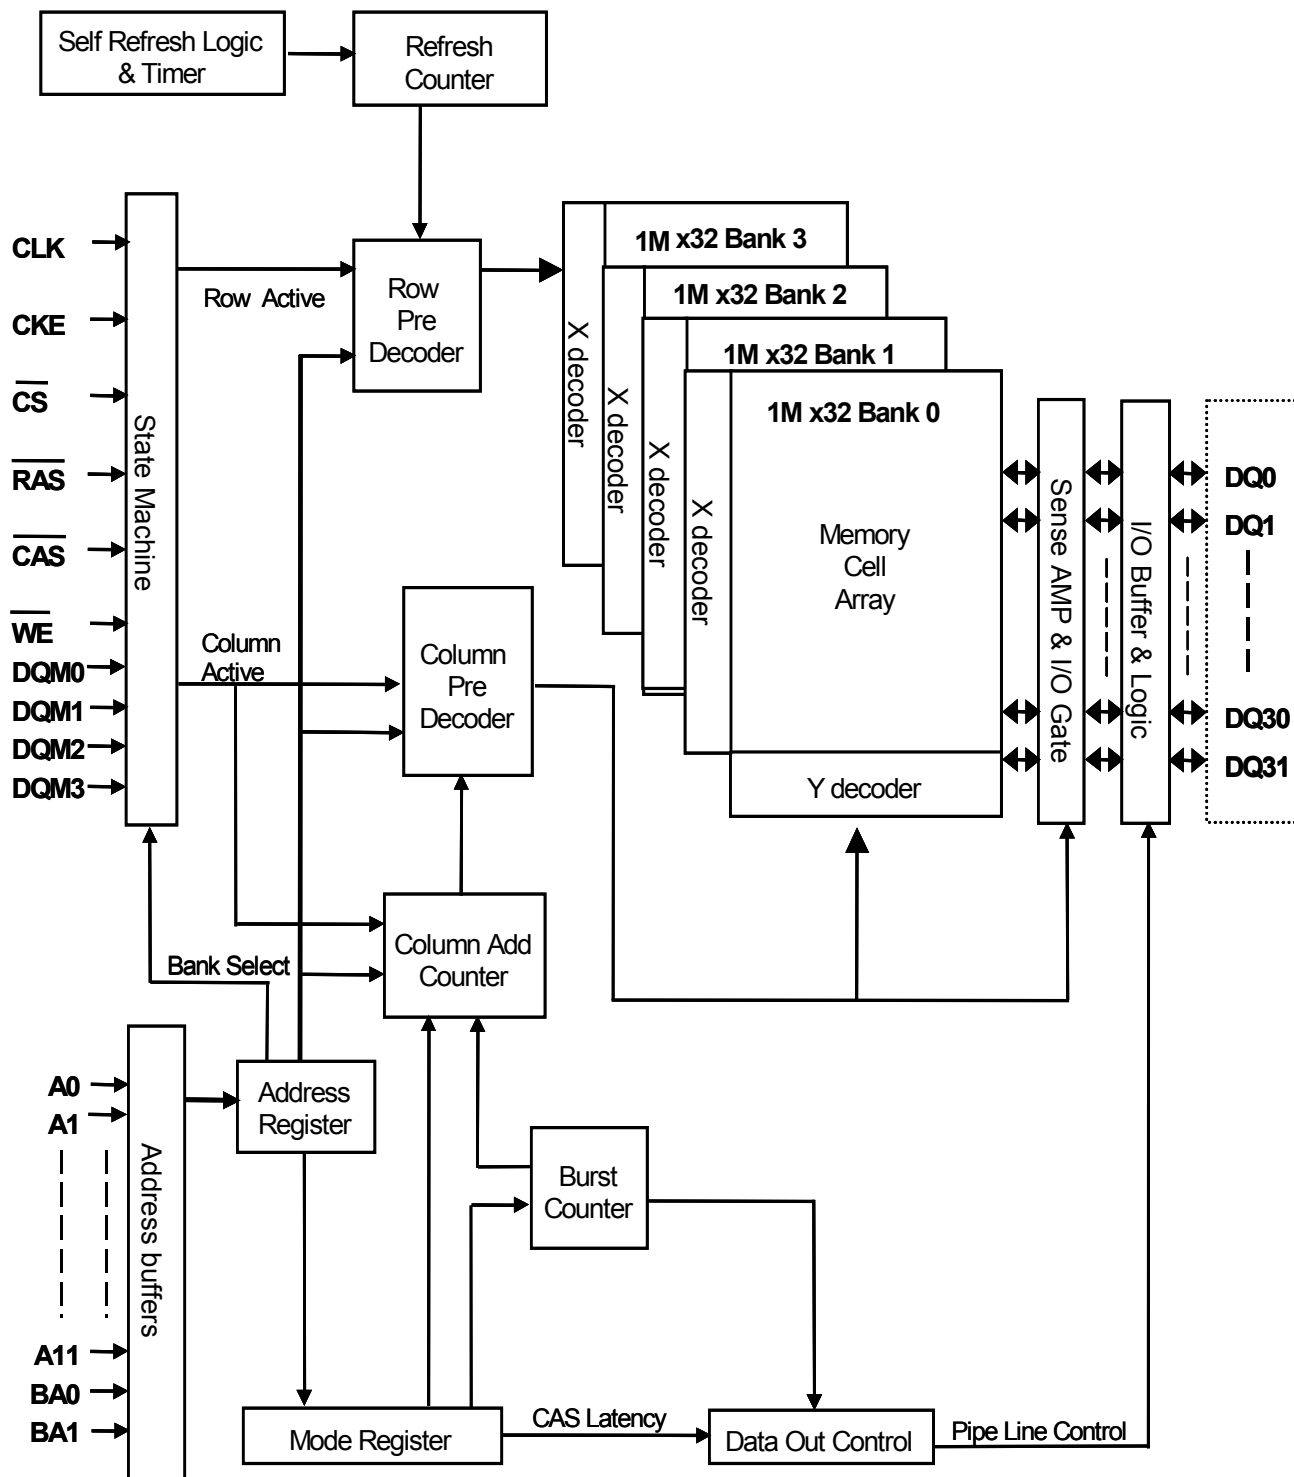 Self Refresh Logic
& Timer
Refresh
Counter
CLK
CKE
CS
RAS
CAS
WE
DQM0
DQM1
DQM2
DQM3
State Machine
Row Active
Row
Pre
Decoder
1M x32 Bank 3
1M x32 Bank 2
1M x32 Bank 1
1M x32 Bank 0
X decoder
X decoder
X decoder
X decoder
Memory
Cell
Array
Y decoder
Sense AMP & I/O Gate
I/O Buffer & Logic
DQ0
DQ1
DQ30
DQ31
Column
Active
Column
Pre
Decoder
Column Add
Counter
Bank Select
A0
A1
A11
BA0
BA1
Address buffers
Address
Register
Burst
Counter
Mode Register
CAS Latency
Data Out Control
Pipe Line Control